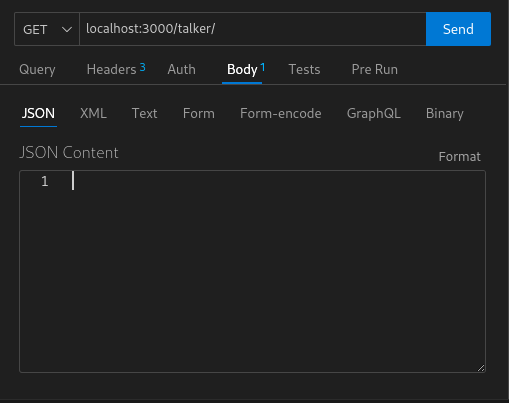 GET localhost:3000/talker/ Send
Query Headers 3 Auth Body 1 Tests Pre Run
JSON XML Text Form Form-encode GraphQL Binary
JSON Content
Format
1